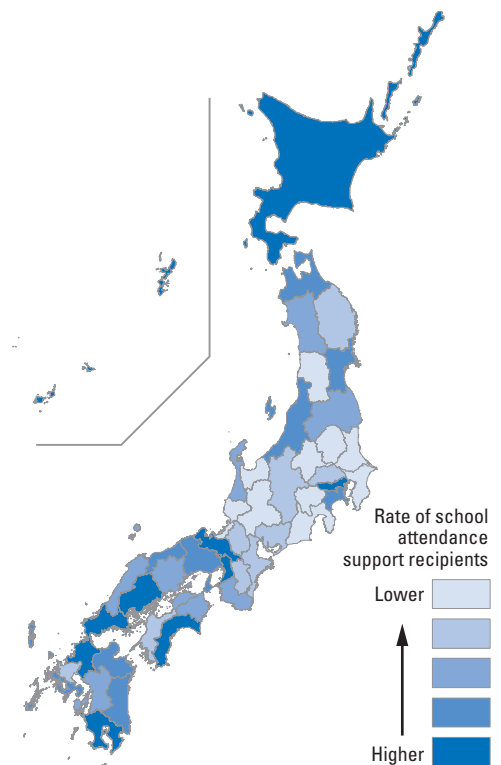 Rate of school
attendance
support recipients
Lower
Higher